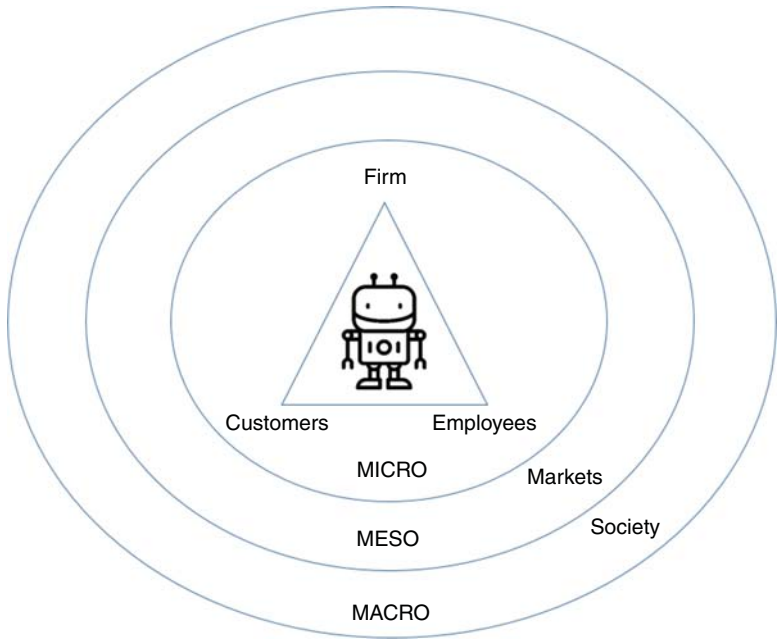 Firm
Customers
Employees
MICRO
Markets
Society
MESO
MACRO